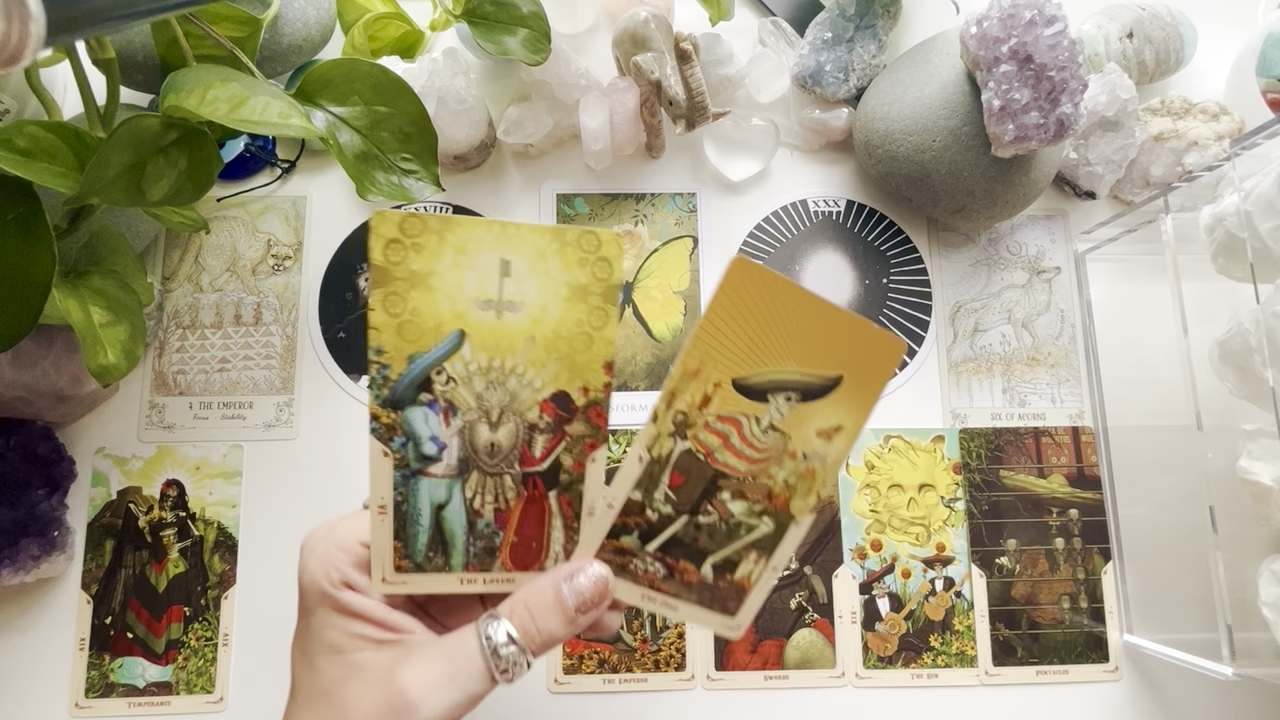 XXX
4 THE EMPEROR
Focus · Stability
SIX OF ACORNS
VI
THE LOVERS
XIV
XIV
TEMPERANCE
THE EMPEROR
SWORDS
XIX
THE SUN
PENTACLES